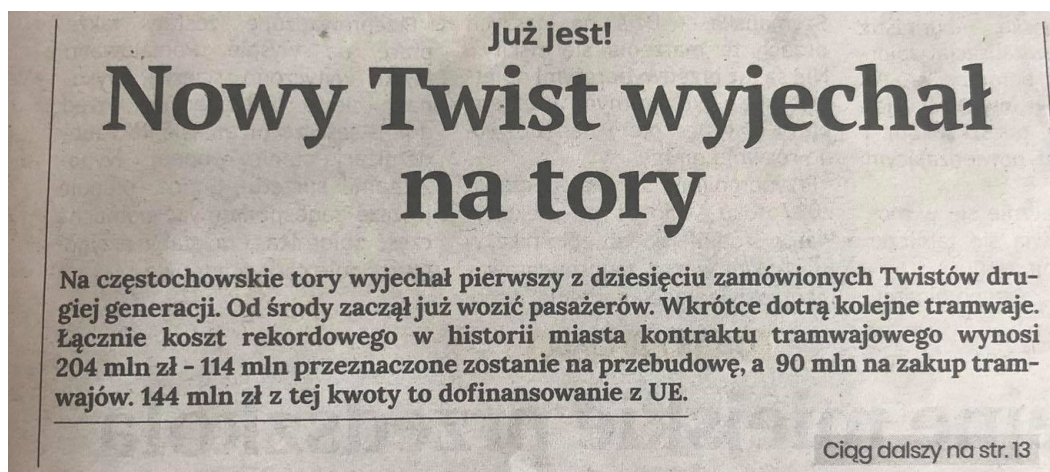 Już jest!
Nowy Twist wyjechał
na tory
Na częstochowskie tory wyjechał pierwszy z dziesięciu zamówionych Twistów dru-
giej generacji. Od środy zaczął już wozić pasażerów. Wkrótce dotrą kolejne tramwaje.
Łącznie koszt rekordowego w historii miasta kontraktu tramwajowego wynosi
204 mln zł – 114 mln przeznaczone zostanie na przebudowę, a 90 mln na zakup tram-
wajów. 144 mln zł z tej kwoty to dofinansowanie z UE.
Ciąg dalszy na str. 13